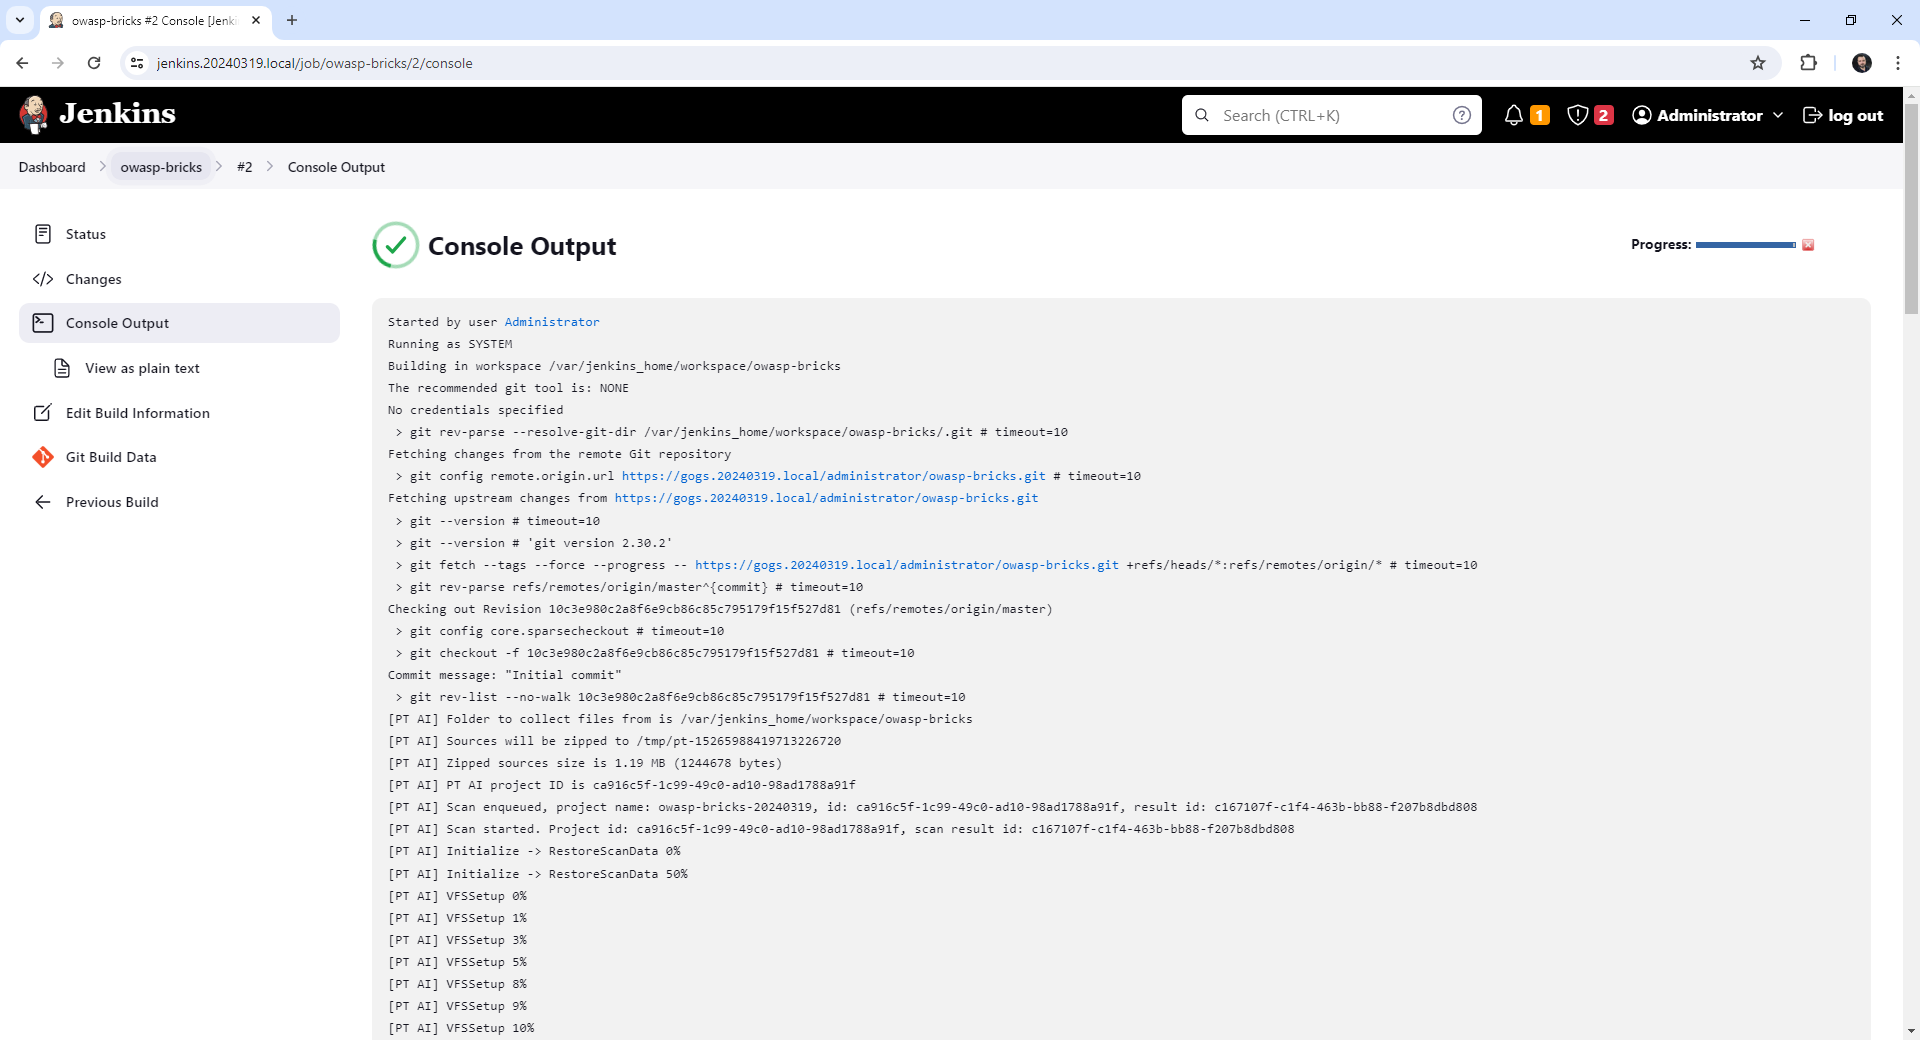 owasp-bricks #2 Console [Jenki
jenkins.20240319.local/job/owasp-bricks/2/console
Jenkins
Search (CTRL+K)
1
2
Administrator
log out
Dashboard
owasp-bricks
#2
Console Output
Status
Changes
Console Output
View as plain text
Edit Build Information
Git Build Data
Previous Build
Console Output
Progress:
Started by user Administrator
Running as SYSTEM
Building in workspace /var/jenkins_home/workspace/owasp-bricks
The recommended git tool is: NONE
No credentials specified
> git rev-parse --resolve-git-dir /var/jenkins_home/workspace/owasp-bricks/.git # timeout=10
Fetching changes from the remote Git repository
> git config remote.origin.url https://gogs.20240319.local/administrator/owasp-bricks.git # timeout=10
Fetching upstream changes from https://gogs.20240319.local/administrator/owasp-bricks.git
> git --version # timeout=10
> git --version # 'git version 2.30.2'
> git fetch --tags --force --progress -- https://gogs.20240319.local/administrator/owasp-bricks.git +refs/heads/*:refs/remotes/origin/* # timeout=10
> git rev-parse refs/remotes/origin/master^{commit} # timeout=10
Checking out Revision 10c3e980c2a8f6e9cb86c85c795179f15f527d81 (refs/remotes/origin/master)
> git config core.sparsecheckout # timeout=10
> git checkout -f 10c3e980c2a8f6e9cb86c85c795179f15f527d81 # timeout=10
Commit message: "Initial commit"
> git rev-list --no-walk 10c3e980c2a8f6e9cb86c85c795179f15f527d81 # timeout=10
[PT AI] Folder to collect files from is /var/jenkins_home/workspace/owasp-bricks
[PT AI] Sources will be zipped to /tmp/pt-15265988419713226720
[PT AI] Zipped sources size is 1.19 MB (1244678 bytes)
[PT AI] PT AI project ID is ca916c5f-1c99-49c0-ad10-98ad1788a91f
[PT AI] Scan enqueued, project name: owasp-bricks-20240319, id: ca916c5f-1c99-49c0-ad10-98ad1788a91f, result id: c167107f-c1f4-463b-bb88-f207b8dbd808
[PT AI] Scan started. Project id: ca916c5f-1c99-49c0-ad10-98ad1788a91f, scan result id: c167107f-c1f4-463b-bb88-f207b8dbd808
[PT AI] Initialize -> RestoreScanData 0%
[PT AI] Initialize -> RestoreScanData 50%
[PT AI] VFSSetup 0%
[PT AI] VFSSetup 1%
[PT AI] VFSSetup 3%
[PT AI] VFSSetup 5%
[PT AI] VFSSetup 8%
[PT AI] VFSSetup 9%
[PT AI] VFSSetup 10%